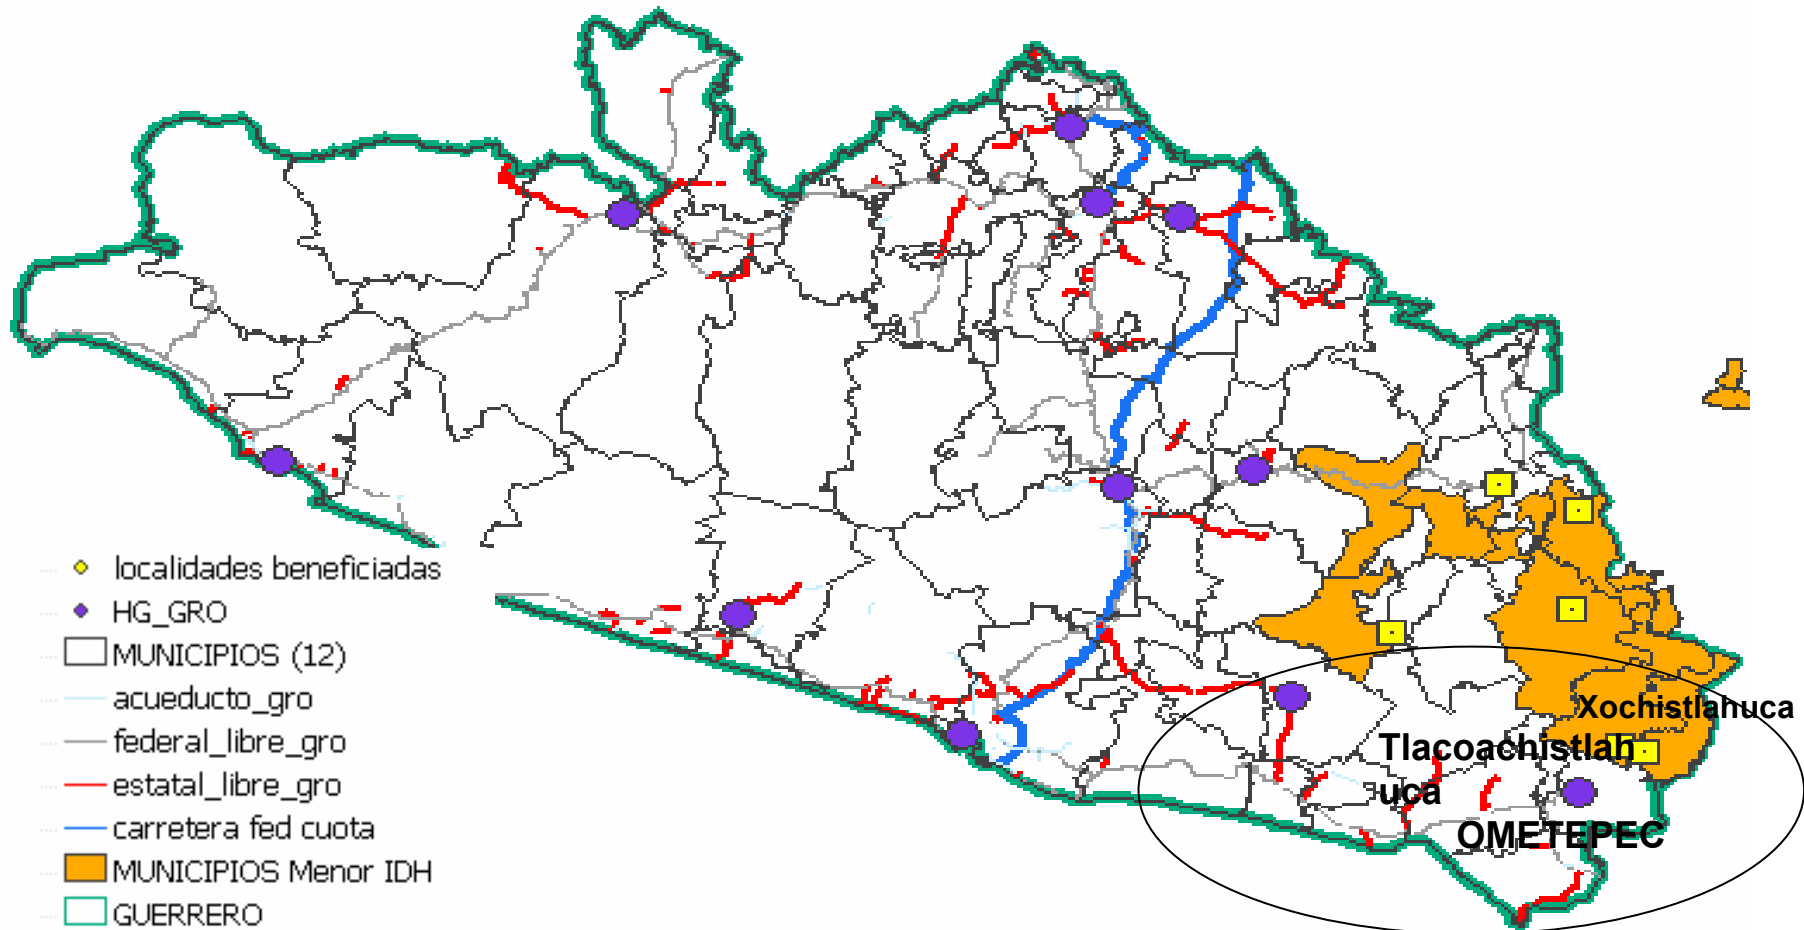 Xochistlahuca
Tlacoachistlah
uca
OMETEPEC
localidades beneficiadas
HG_GRO
MUNICIPIOS (12)
acueducto_gro
federal_libre_gro
estatal_libre_gro
carretera fed cuota
MUNICIPIOS Menor IDH
GUERRERO